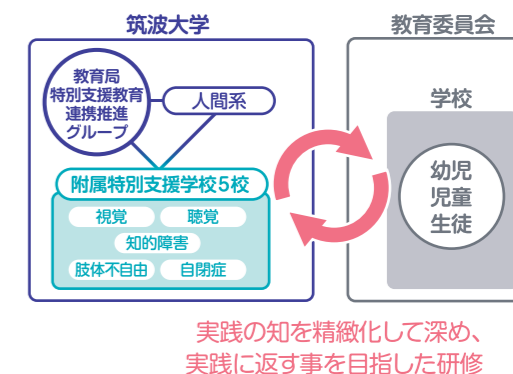 筑波大学
教育局
特別支援教育
連携推進
グループ
人間系
附属特別支援学校5校
視覚
聴覚
知的障害
肢体不自由
自閉症
教育委員会
学校
幼児
児童
生徒
実践の知を精緻化して深め、
実践に返す事を目指した研修